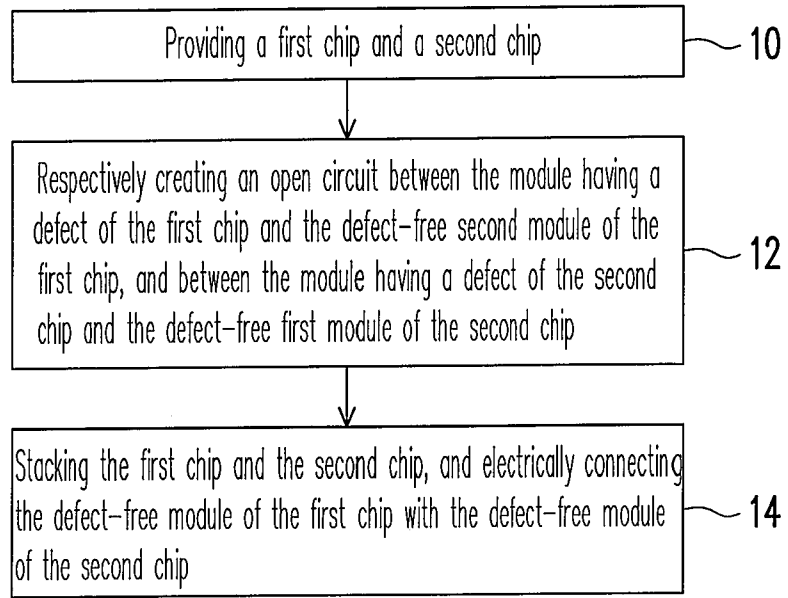 Providing a first chip and a second chip
10
Respectively creating an open circuit between the module having a
defect of the first chip and the defect-free second module of the
first chip, and between the module having a defect of the second
chip and the defect-free first module of the second chip
12
Stacking the first chip and the second chip, and electrically connecting
the defect-free module of the first chip with the defect-free module
of the second chip
14